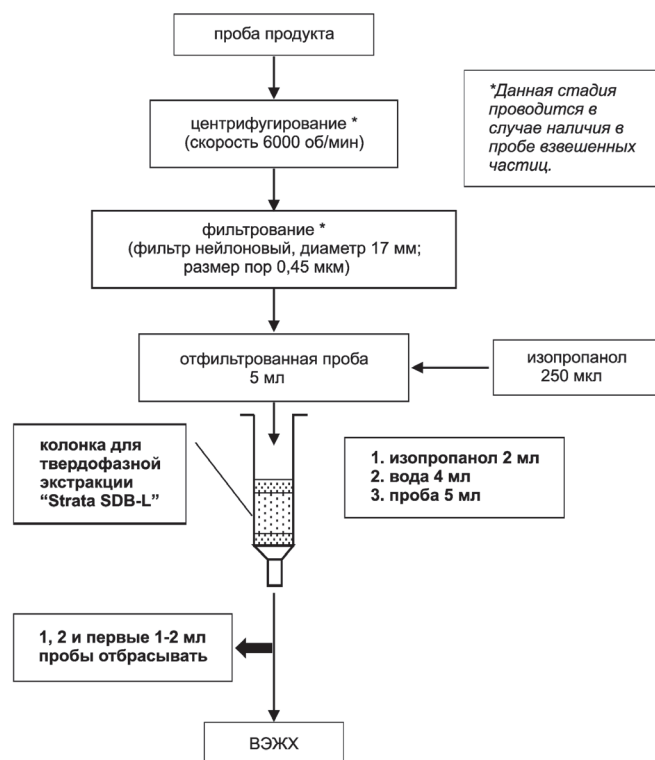 проба продукта
центрифугирование *
(скорость 6000 об/мин)
*Данная стадия
проводится в
случае наличия в
пробе взвешенных
частиц.
фильтрование *
(фильтр нейлоновый, диаметр 17 мм;
размер пор 0,45 мкм)
отфильтрованная проба
5 мл
изопропанол
250 мкл
колонка для
твердофазной
экстракции
“Strata SDB-L”
1. изопропанол 2 мл
2. вода 4 мл
3. проба 5 мл
1, 2 и первые 1-2 мл
пробы отбрасывать
ВЭЖХ